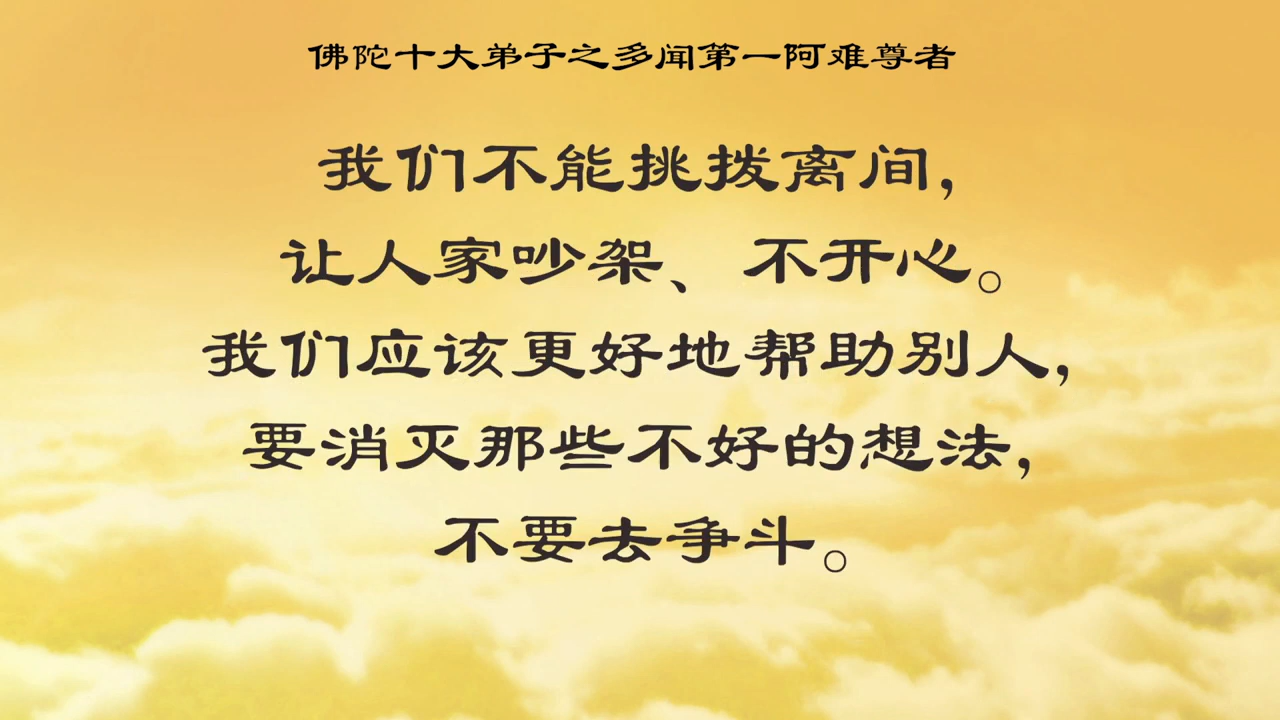 佛陀十大弟子之多闻第一阿难尊者
我们不能挑拨离间，
让人家吵架、不开心。
我们应该更好地帮助别人，
要消灭那些不好的想法，
不要去争斗。